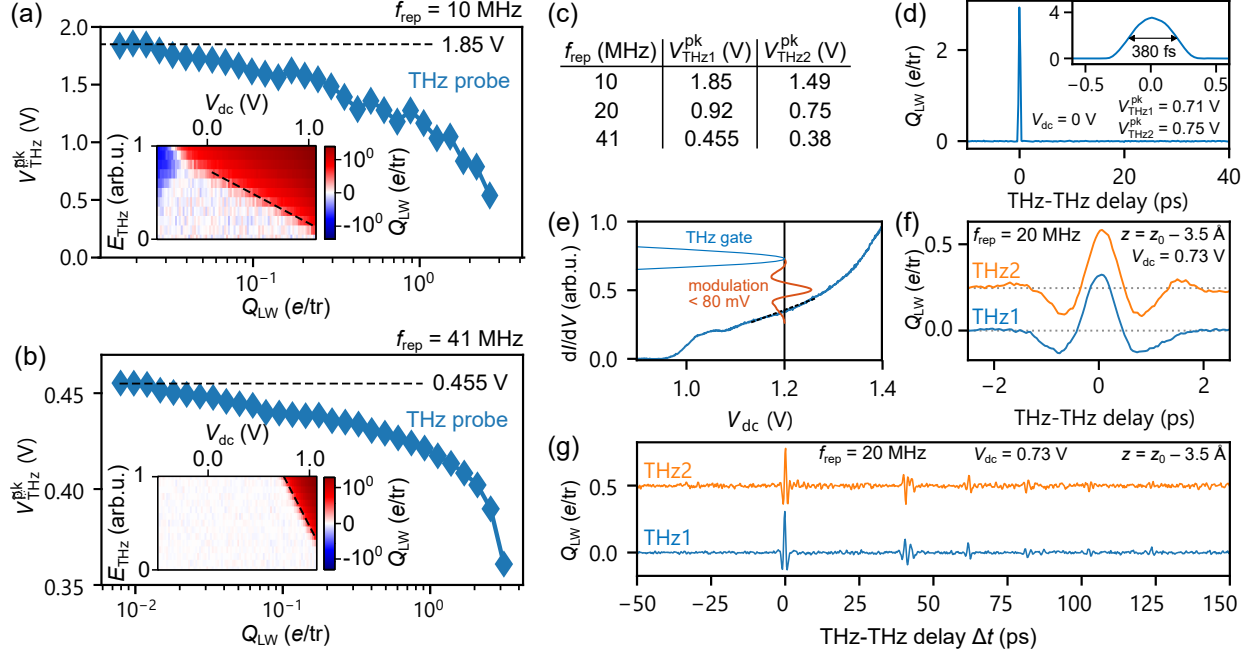 (a)
f_rep = 10 MHz
V^pk_THz (V)
2.0
1.5
1.0
0.5
0.0
1.85 V
THz probe
V_dc (V)
0.0
1.0
E_THz (arb.u.)
1
0
10^0
0
-10^0
Q_LW (e/tr)
10^-1
10^0
Q_LW (e/tr)
(b)
f_rep = 41 MHz
V^pk_THz (V)
0.45
0.40
0.35
0.455 V
THz probe
V_dc (V)
0.0
1.0
E_THz (arb.u.)
1
0
10^0
0
-10^0
Q_LW (e/tr)
10^-2
10^-1
10^0
Q_LW (e/tr)
(c)
f_rep (MHz) V^pk_THz1 (V) V^pk_THz2 (V)
10 1.85 1.49
20 0.92 0.75
41 0.455 0.38
(d)
Q_LW (e/tr)
2
0
4
0
380 fs
-0.5 0.0 0.5
V_dc = 0 V
V^pk_THz1 = 0.71 V
V^pk_THz2 = 0.75 V
0 20 40
THz-THz delay (ps)
(e)
dI/dV (arb.u.)
1.0
0.5
0.0
THz gate
modulation
< 80 mV
1.0 1.2 1.4
V_dc (V)
(f)
f_rep = 20 MHz
z = z_0 − 3.5 Å
V_dc = 0.73 V
Q_LW (e/tr)
0.5
0.0
THz2
THz1
−2 0 2
THz-THz delay (ps)
(g)
f_rep = 20 MHz V_dc = 0.73 V z = z_0 − 3.5 Å
Q_LW (e/tr)
0.5
0.0
THz2
THz1
−50 −25 0 25 50 75 100 125 150
THz-THz delay Δt (ps)